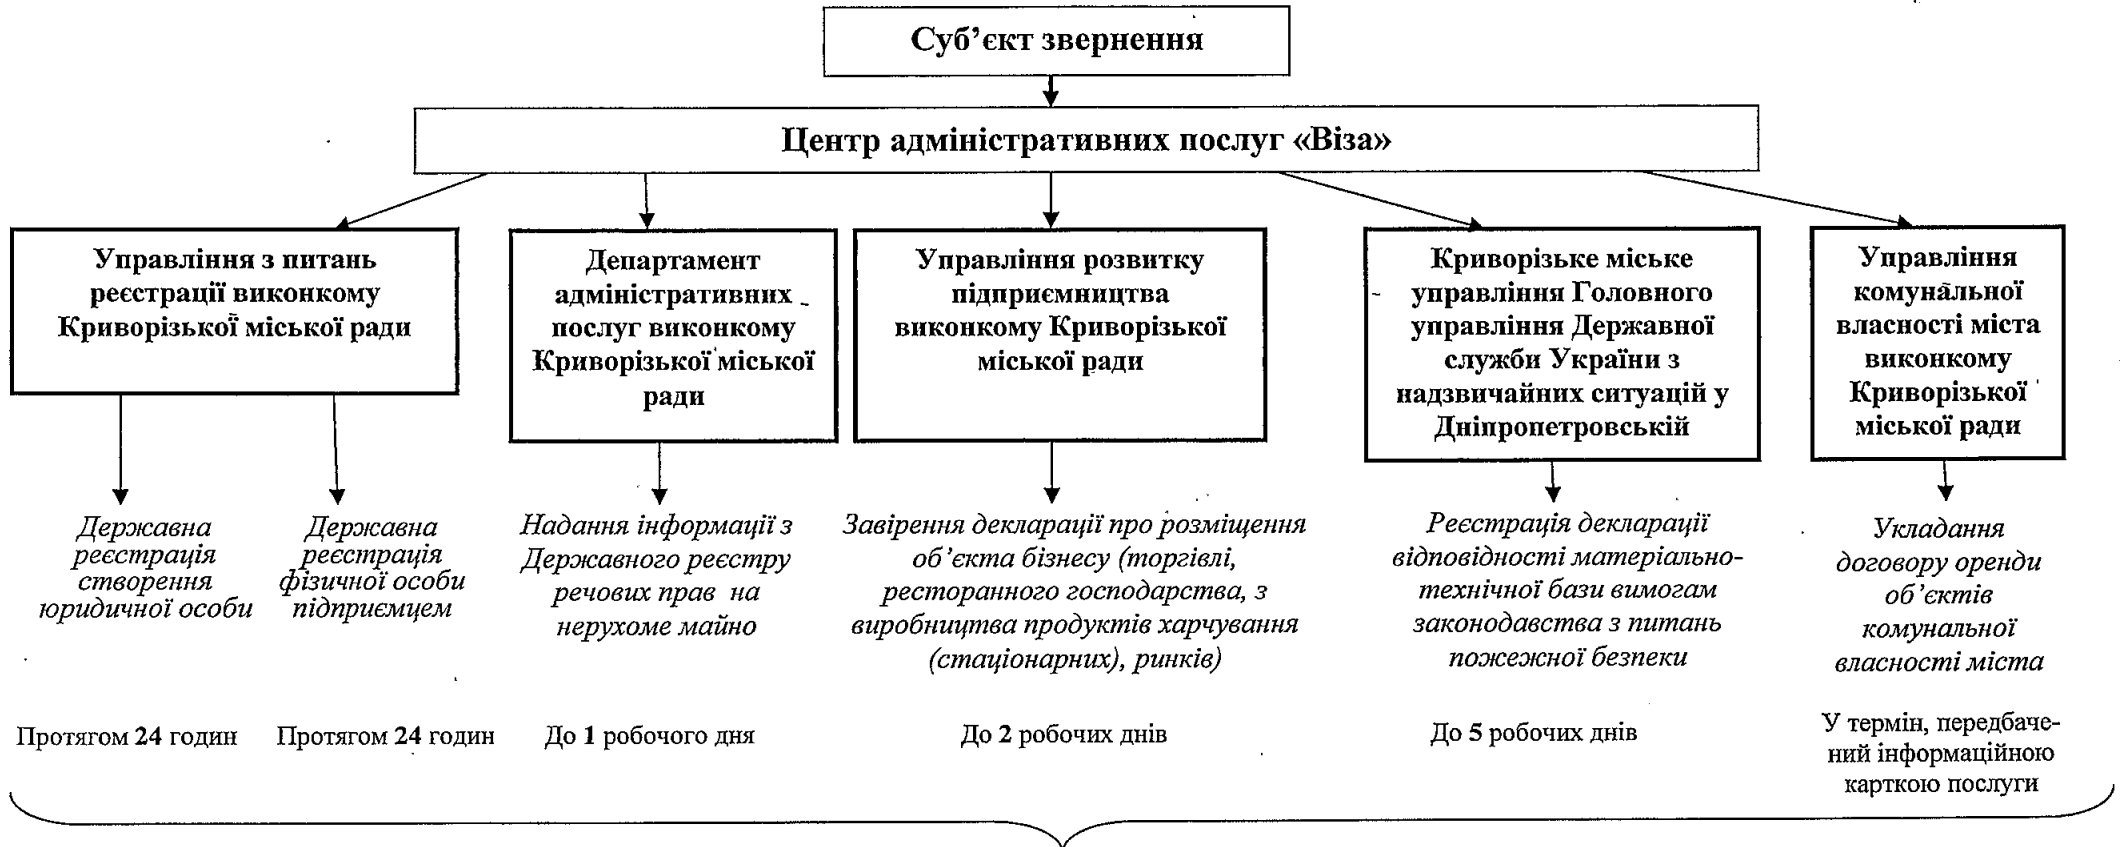 Суб’єкт звернення
Центр адміністративних послуг «Віза»
Управління з питань
реєстрації виконкому
Криворізької міської ради
Департамент
адміністративних
послуг виконкому
Криворізької міської
ради
Управління розвитку
підприємництва
виконкому Криворізької
міської ради
Криворізьке міське
управління Головного
управління Державної
служби України з
надзвичайних ситуацій у
Дніпропетровській
Управління
комунальної
власності міста
виконкому
Криворізької
міської ради
Державна
реєстрація
створення
юридичної особи
Державна
реєстрація
фізичної особи
підприємцем
Надання інформації з
Державного реєстру
речових прав на
нерухоме майно
Завірення декларації про розміщення
об’єкта бізнесу (торгівлі,
ресторанного господарства, з
виробництва продуктів харчування
(стаціонарних), ринків)
Реєстрація декларації
відповідності матеріально-
технічної бази вимогам
законодавства з питань
пожежної безпеки
Укладання
договору оренди
об’єктів
комунальної
власності міста
Протягом 24 годин
Протягом 24 годин
До 1 робочого дня
До 2 робочих днів
До 5 робочих днів
У термін, передбаче-
ний інформаційною
карткою послуги